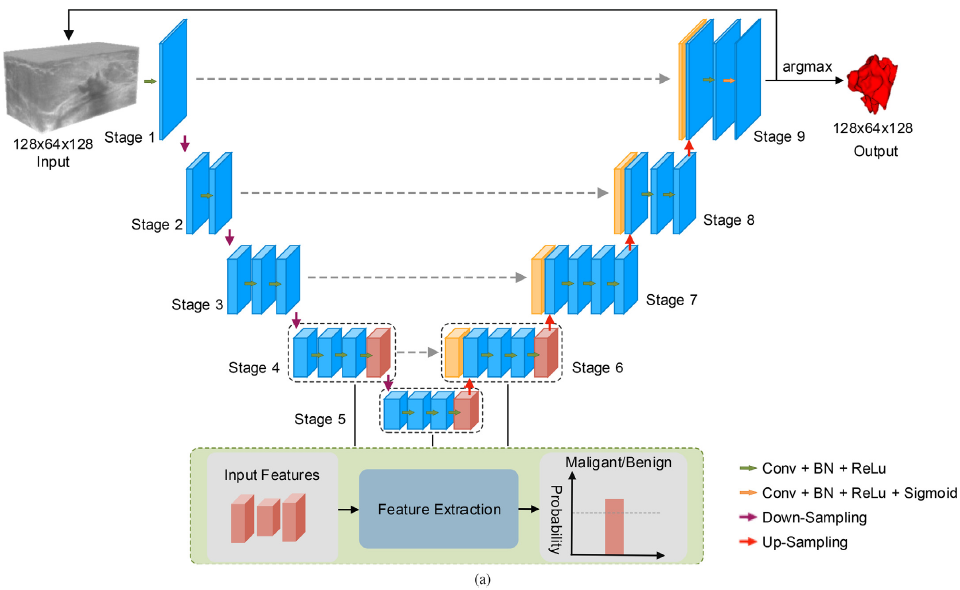 argmax
128x64x128
Input
128x64x128
Output
Stage 1
Stage 9
Stage 2
Stage 8
Stage 3
Stage 7
Stage 4
Stage 6
Stage 5
Input Features
Feature Extraction
Maligant/Benign
Probability
Conv + BN + ReLu
Conv + BN + ReLu + Sigmoid
Down-Sampling
Up-Sampling
(a)